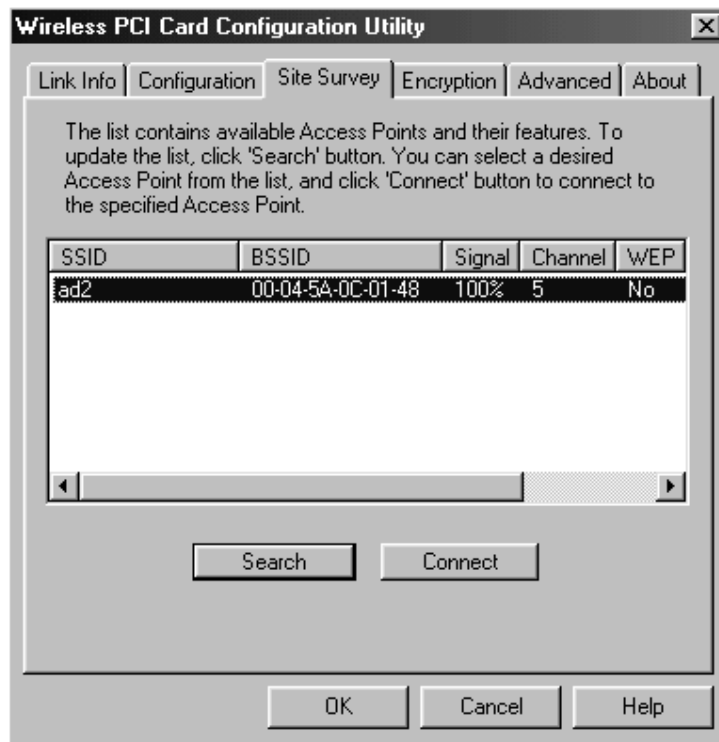 Wireless PCI Card Configuration Utility
Link Info Configuration Site Survey Encryption Advanced About
The list contains available Access Points and their features. To
update the list, click 'Search' button. You can select a desired
Access Point from the list, and click 'Connect' button to connect to
the specified Access Point.
SSID BSSID Signal Channel WEP
ad2 00-04-5A-0C-01-48 100% 5 No
Search Connect
OK Cancel Help